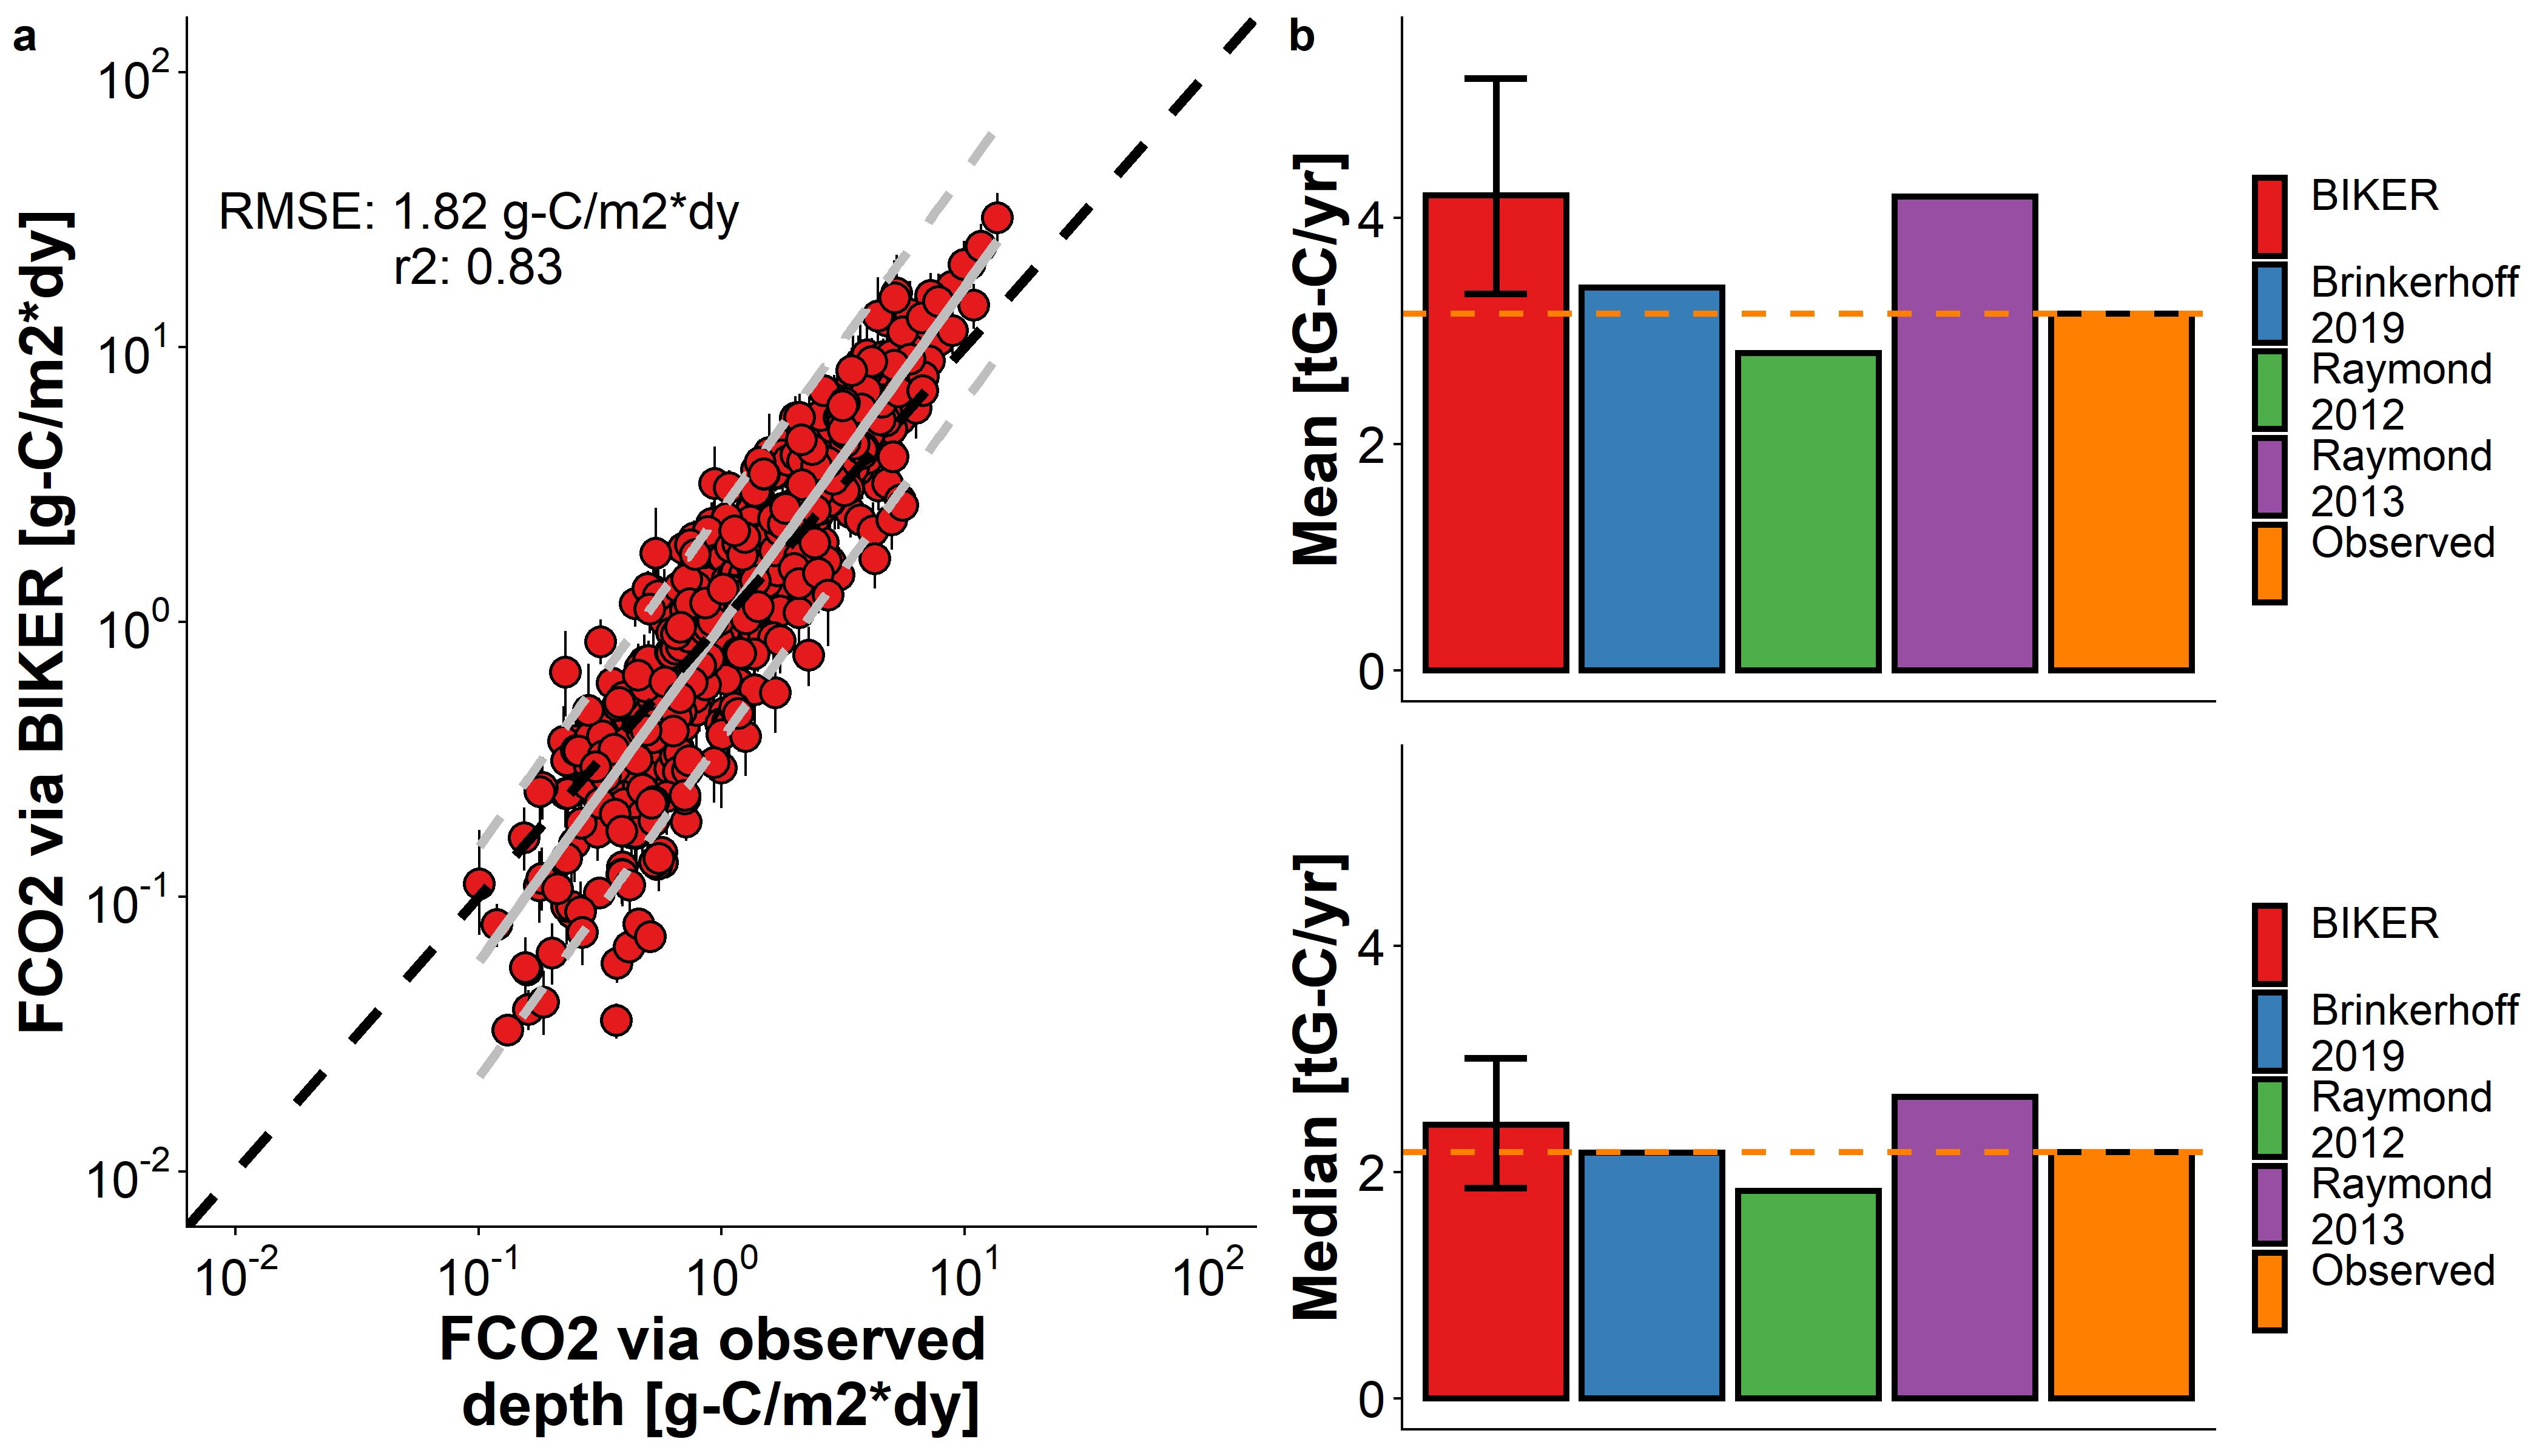 a
FCO2 via BIKER [g-C/m2*dy]
10^2
10^1
10^0
10^-1
10^-2
RMSE: 1.82 g-C/m2*dy
r2: 0.83
10^-2
10^-1
10^0
10^1
10^2
FCO2 via observed
depth [g-C/m2*dy]
b
Mean [tG-C/yr]
4
2
0
BIKER
Brinkerhoff
2019
Raymond
2012
Raymond
2013
Observed
Median [tG-C/yr]
4
2
0
BIKER
Brinkerhoff
2019
Raymond
2012
Raymond
2013
Observed